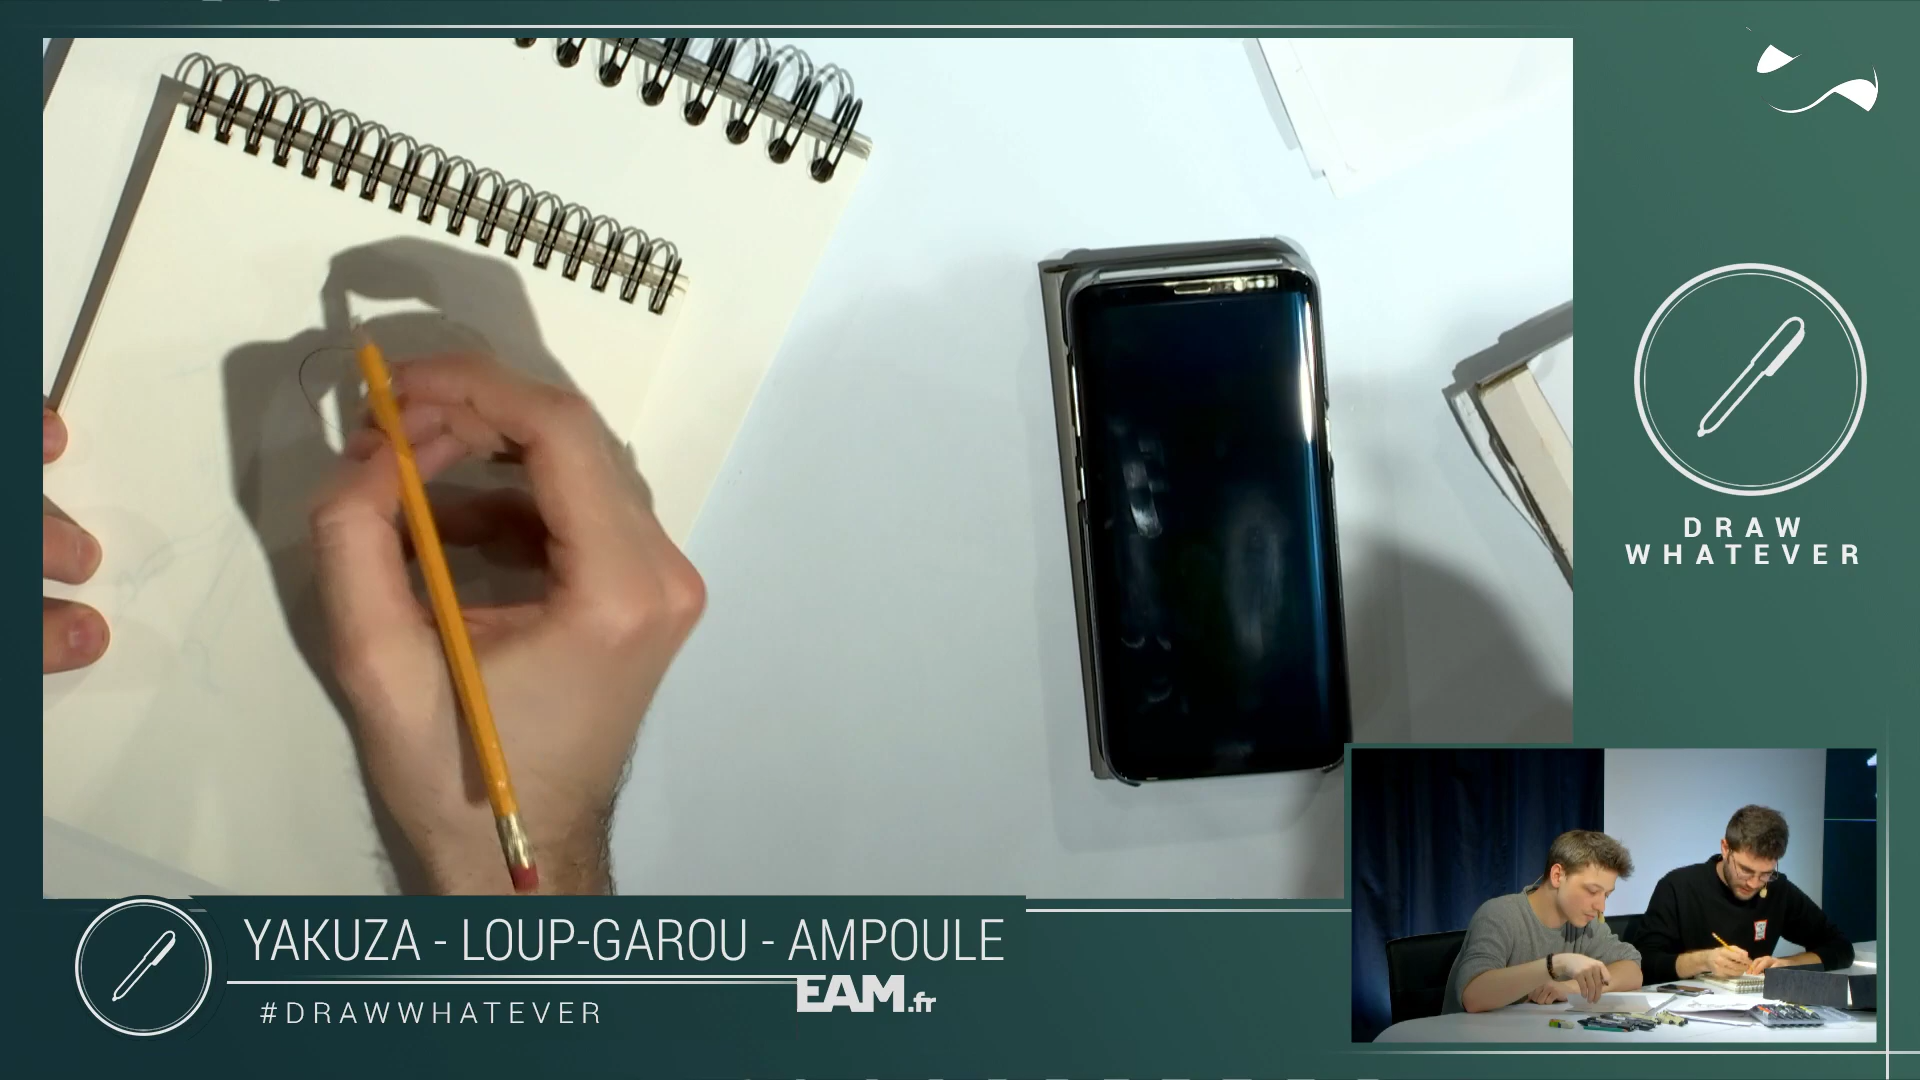 DRAW
WHATEVER
YAKUZA - LOUP-GAROU - AMPOULE
EAM.fr
#DRAWWHATEVER